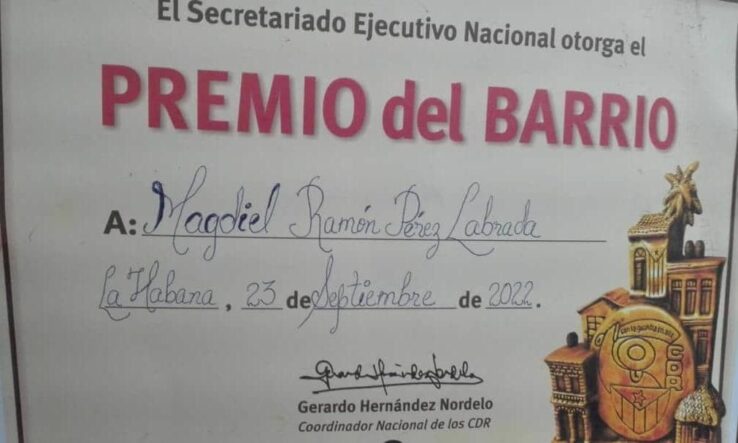 El Secretariado Ejecutivo Nacional otorga el
PREMIO del BARRIO
A: Magdiel Ramón Pérez Labrada
La Habana, 23 de Septiembre de 2022.
Gerardo Hernández Nordelo
Coordinador Nacional de los CDR
CDR